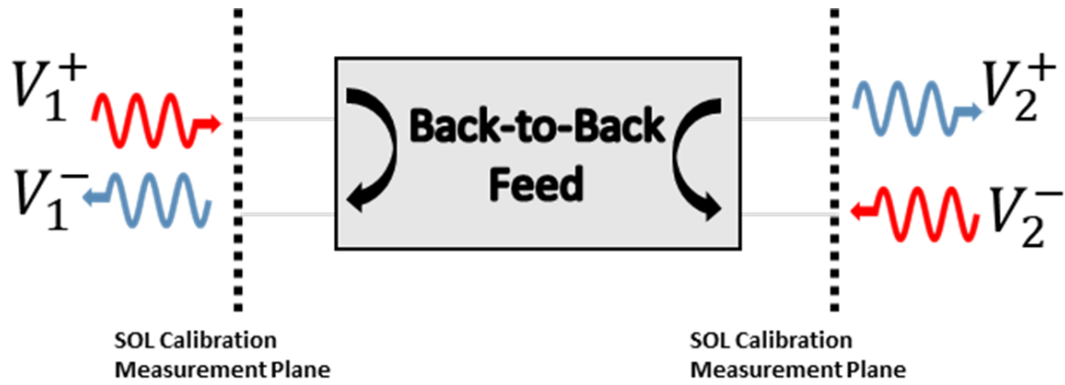 V₁⁺
V₁⁻
Back-to-Back
Feed
V₂⁺
V₂⁻
SOL Calibration
Measurement Plane
SOL Calibration
Measurement Plane